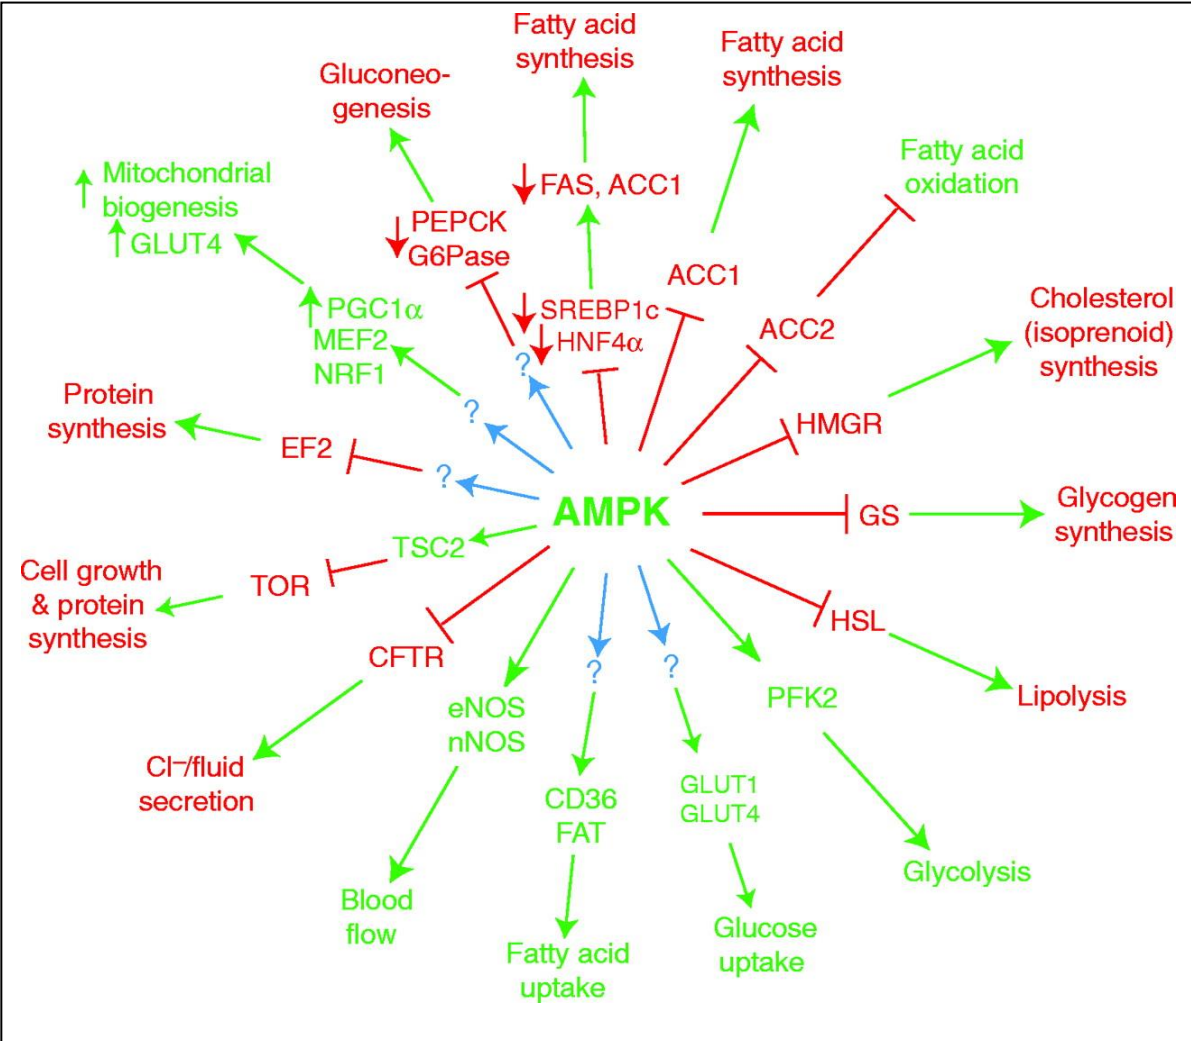 Fatty acid
synthesis
Fatty acid
synthesis
Gluconeo-
genesis
Fatty acid
oxidation
Mitochondrial
biogenesis
GLUT4
FAS, ACC1
PEPCK
G6Pase
ACC1
SREBP1c
HNF4α
ACC2
Cholesterol
(isoprenoid)
synthesis
PGC1α
MEF2
NRF1
?
?
Protein
synthesis
EF2
?
HMGR
AMPK
GS
Glycogen
synthesis
TSC2
TOR
Cell growth
& protein
synthesis
CFTR
HSL
Lipolysis
?
?
eNOS
nNOS
PFK2
Cl–/fluid
secretion
CD36
FAT
GLUT1
GLUT4
Glycolysis
Blood
flow
Fatty acid
uptake
Glucose
uptake